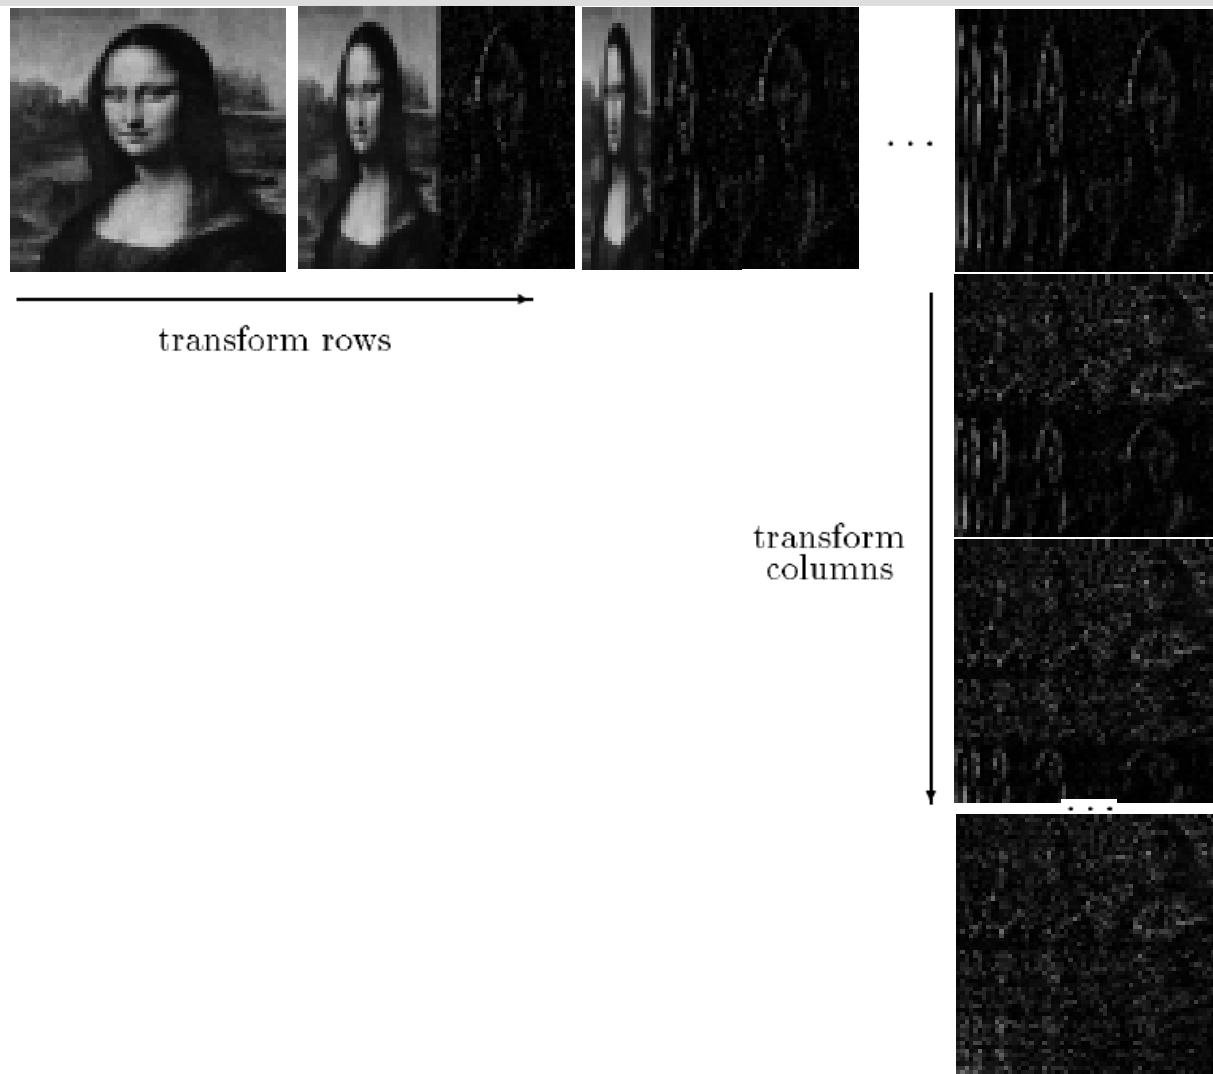 . . .
transform rows
transform
columns
. . .